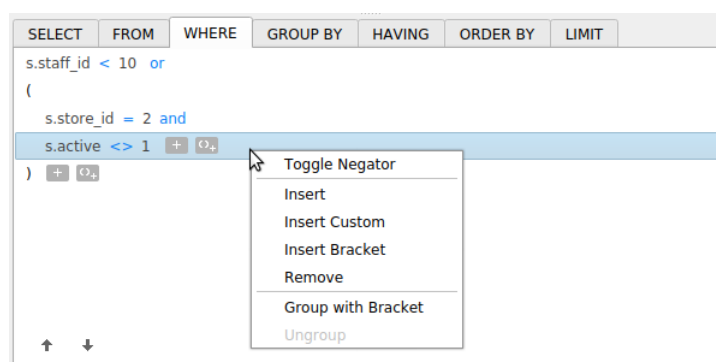 SELECT FROM WHERE GROUP BY HAVING ORDER BY LIMIT
s.staff_id < 10 or
(
s.store_id = 2 and
s.active <> 1 + ()+
) + ()+
Toggle Negator
Insert
Insert Custom
Insert Bracket
Remove
Group with Bracket
Ungroup